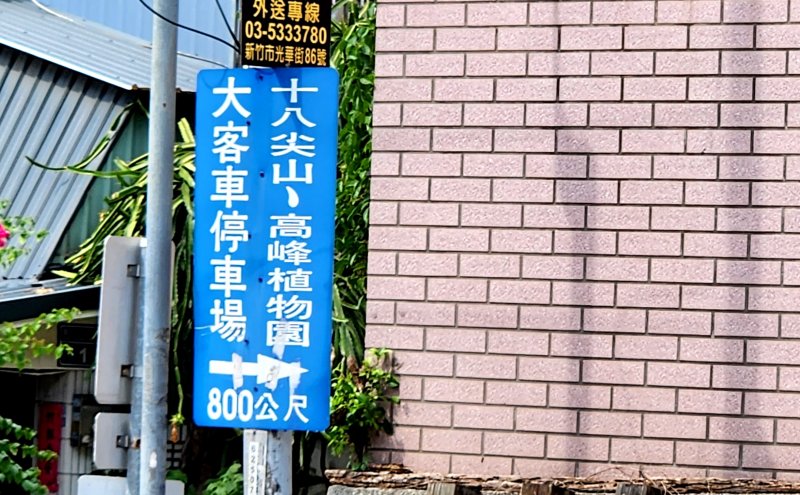 外送專線
03-5333780
新竹市光華街86號
十八尖山、高峰植物園
大客車停車場
800公尺